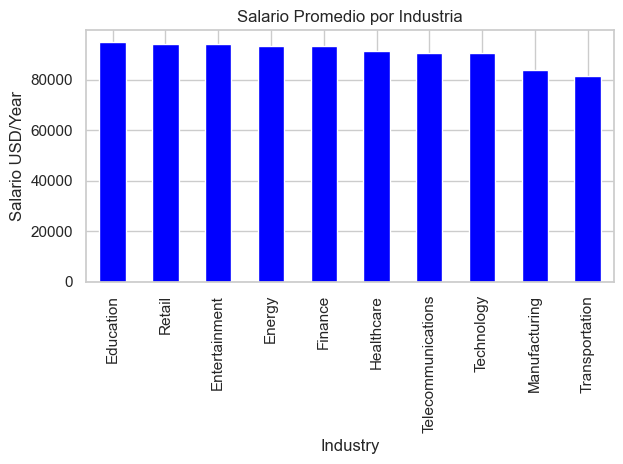 Salario Promedio por Industria
Salario USD/Year
80000
60000
40000
20000
0
Education
Retail
Entertainment
Energy
Finance
Healthcare
Telecommunications
Technology
Manufacturing
Transportation
Industry